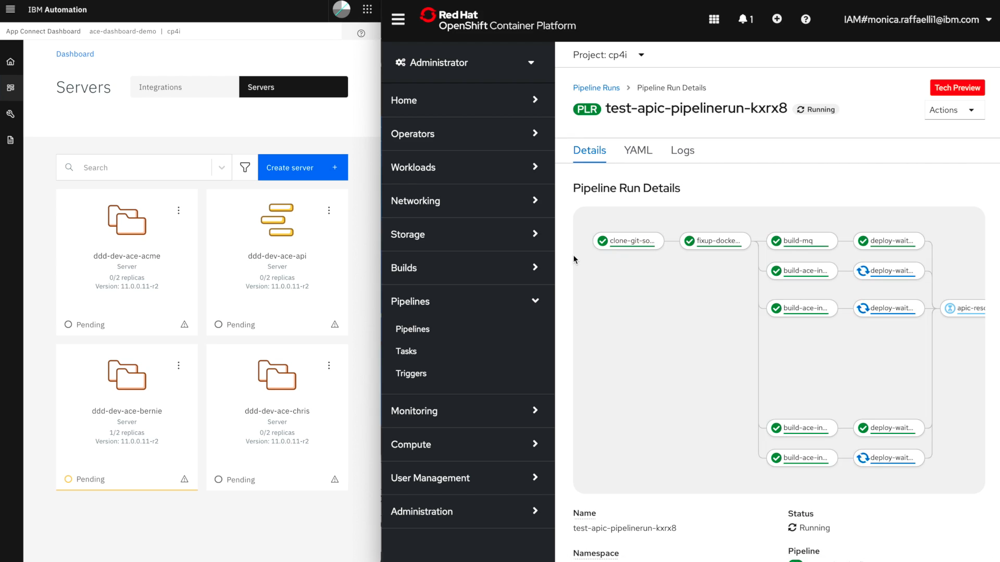 IBM Automation
App Connect Dashboard ace-dashboard-demo | cp4i
Dashboard
Servers
Integrations
Servers
Search
Create server +
ddd-dev-ace-acme
Server
0/2 replicas
Version: 11.0.0.11-r2
Pending
ddd-dev-ace-api
Server
0/2 replicas
Version: 11.0.0.11-r2
Pending
ddd-dev-ace-bernie
Server
1/2 replicas
Version: 11.0.0.11-r2
Pending
ddd-dev-ace-chris
Server
0/2 replicas
Version: 11.0.0.11-r2
Pending
Red Hat
OpenShift Container Platform
1
IAM#monica.raffaelli1@ibm.com
Administrator
Home
Operators
Workloads
Networking
Storage
Builds
Pipelines
Pipelines
Tasks
Triggers
Monitoring
Compute
User Management
Administration
Project: cp4i
Pipeline Runs > Pipeline Run Details
Tech Preview
PLR test-apic-pipelinerun-kxrx8 Running
Actions
Details YAML Logs
Pipeline Run Details
clone-git-so... fixup-docke... build-mq deploy-wait...
build-ace-in... deploy-wait...
build-ace-in... deploy-wait... apic-reso
build-ace-in... deploy-wait...
build-ace-in... deploy-wait...
Name
test-apic-pipelinerun-kxrx8
Namespace
Status
Running
Pipeline